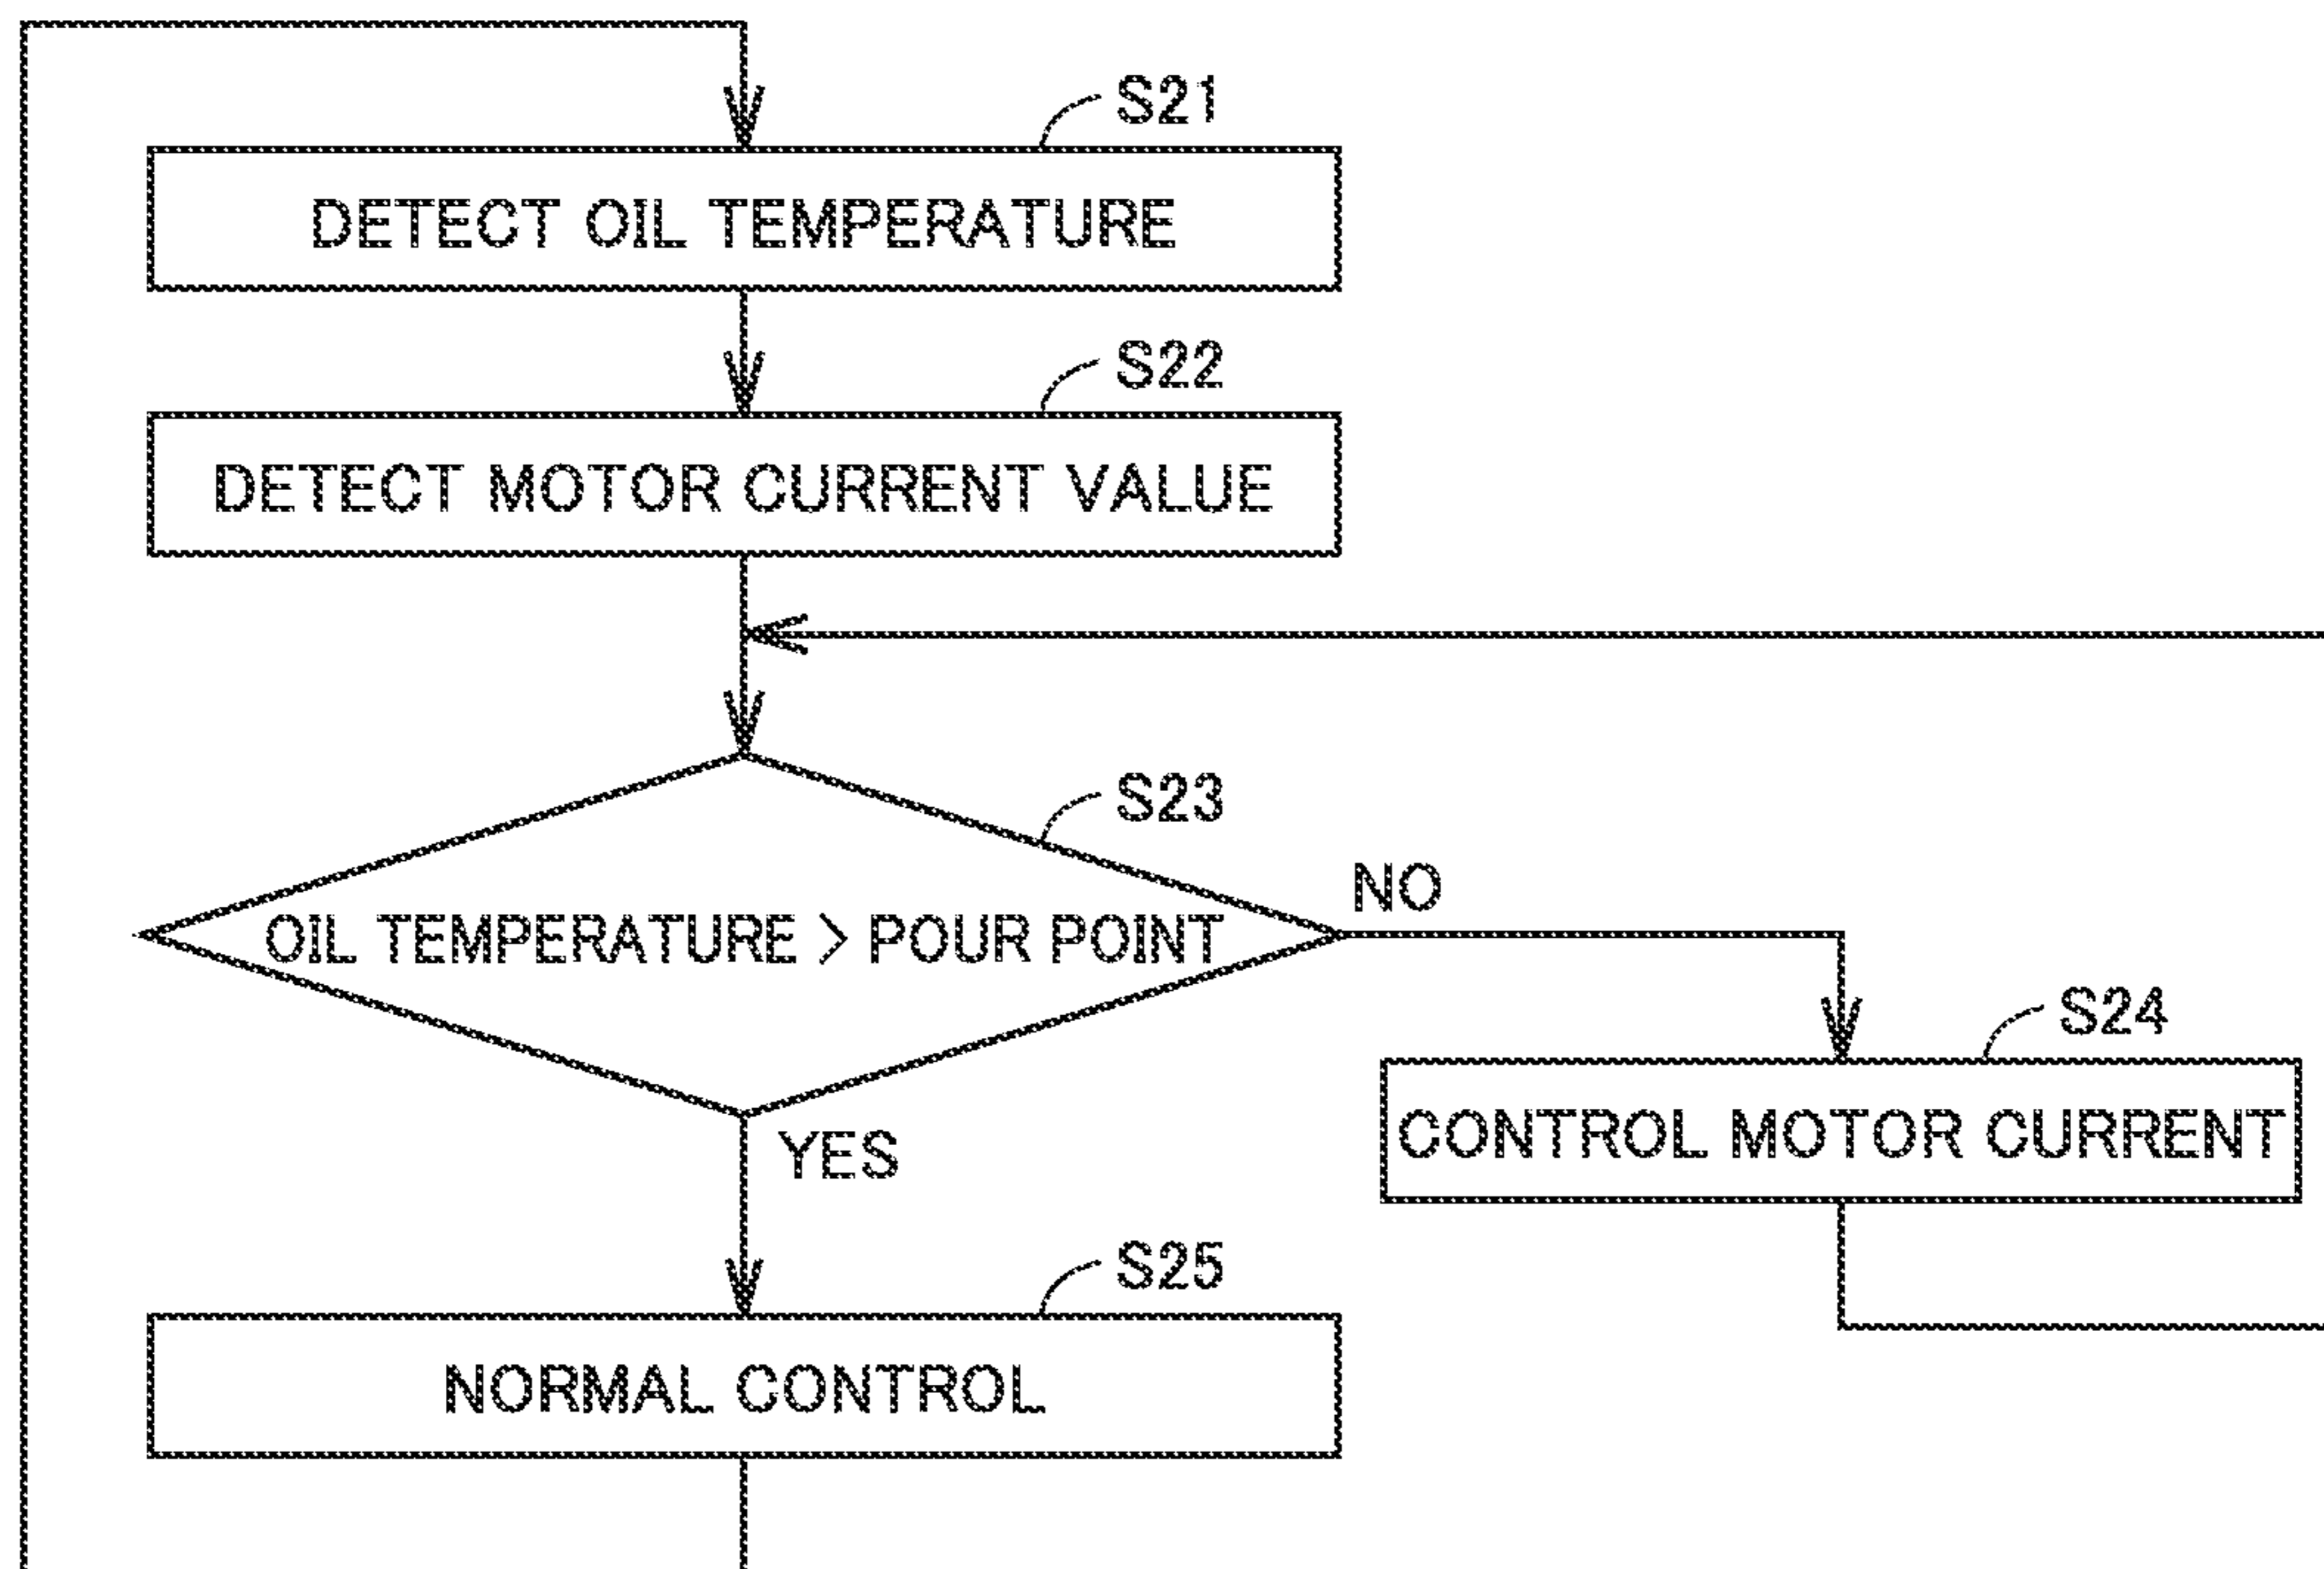 S21
DETECT OIL TEMPERATURE
S22
DETECT MOTOR CURRENT VALUE
S23
OIL TEMPERATURE > POUR POINT
NO
S24
CONTROL MOTOR CURRENT
YES
S25
NORMAL CONTROL